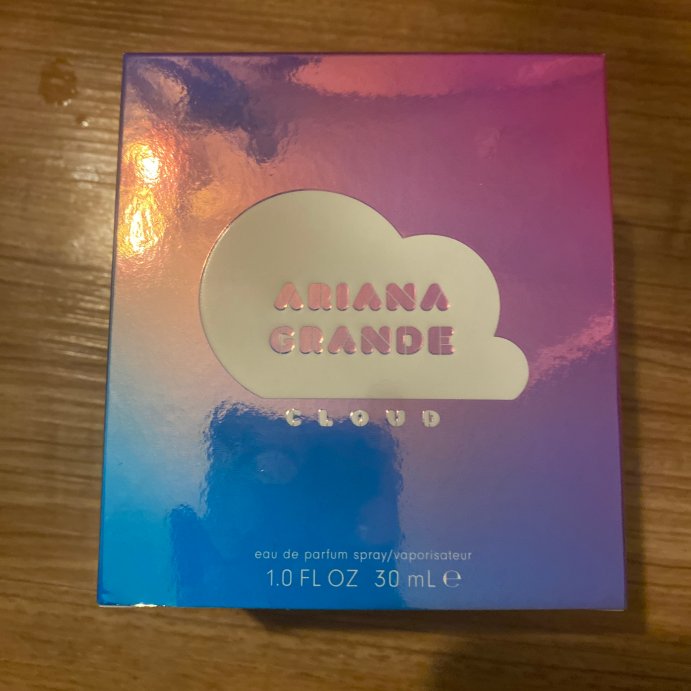 ARIANA
GRANDE
CLOUD
eau de parfum spray/vaporisateur
1.0 FL OZ 30 mL ℮